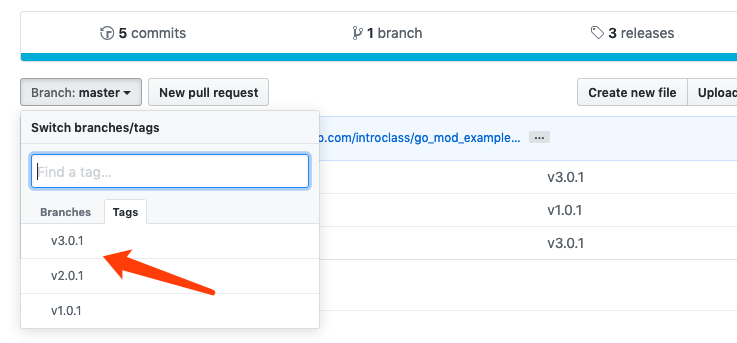 5 commits 1 branch 3 releases
Branch: master New pull request Create new file Upload
Switch branches/tags
o.com/introclass/go_mod_example... ...
Find a tag...
v3.0.1
Branches Tags
v1.0.1
v3.0.1
v3.0.1
v2.0.1
v1.0.1